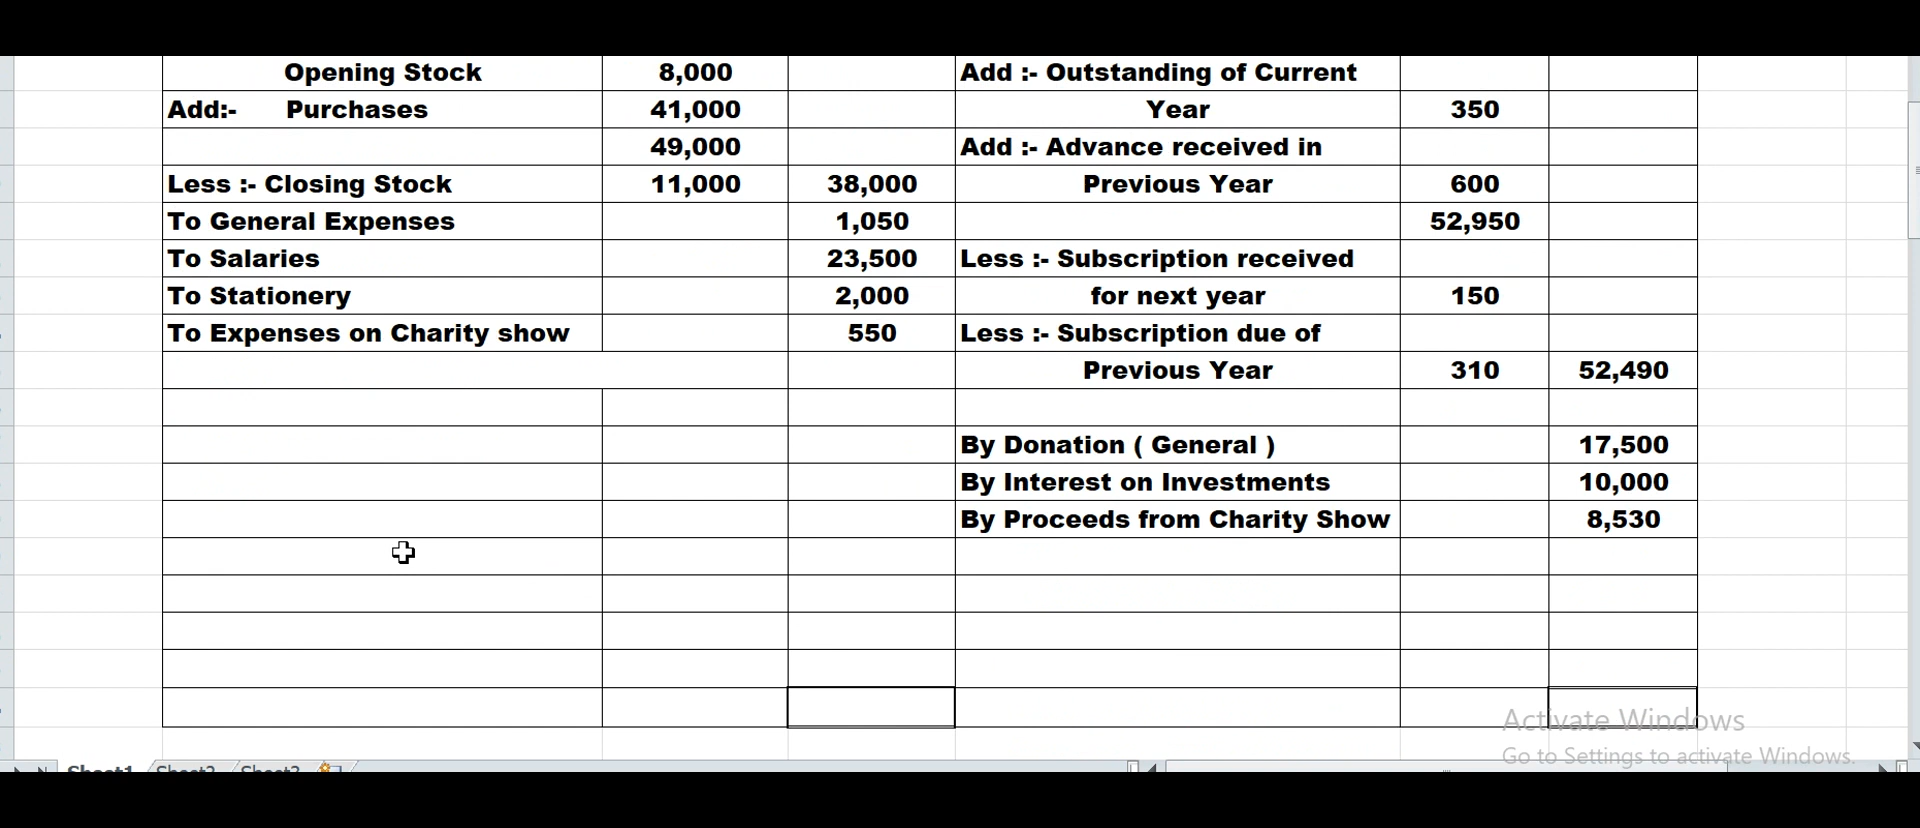 Opening Stock 8,000 Add :- Outstanding of Current
Add:- Purchases 41,000 Year 350
49,000 Add :- Advance received in
Less :- Closing Stock 11,000 38,000 Previous Year 600
To General Expenses 1,050 52,950
To Salaries 23,500 Less :- Subscription received
To Stationery 2,000 for next year 150
To Expenses on Charity show 550 Less :- Subscription due of
Previous Year 310 52,490
By Donation ( General ) 17,500
By Interest on Investments 10,000
By Proceeds from Charity Show 8,530
Activate Windows
Go to Settings to activate Windows.
Sheet1 Sheet2 Sheet3